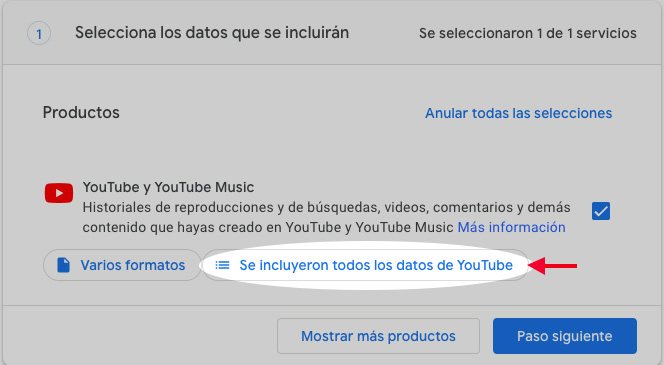 1 Selecciona los datos que se incluirán Se seleccionaron 1 de 1 servicios
Productos Anular todas las selecciones
YouTube y YouTube Music
Historiales de reproducciones y de búsquedas, videos, comentarios y demás
contenido que hayas creado en YouTube y YouTube Music Más información
Varios formatos Se incluyeron todos los datos de YouTube
Mostrar más productos Paso siguiente